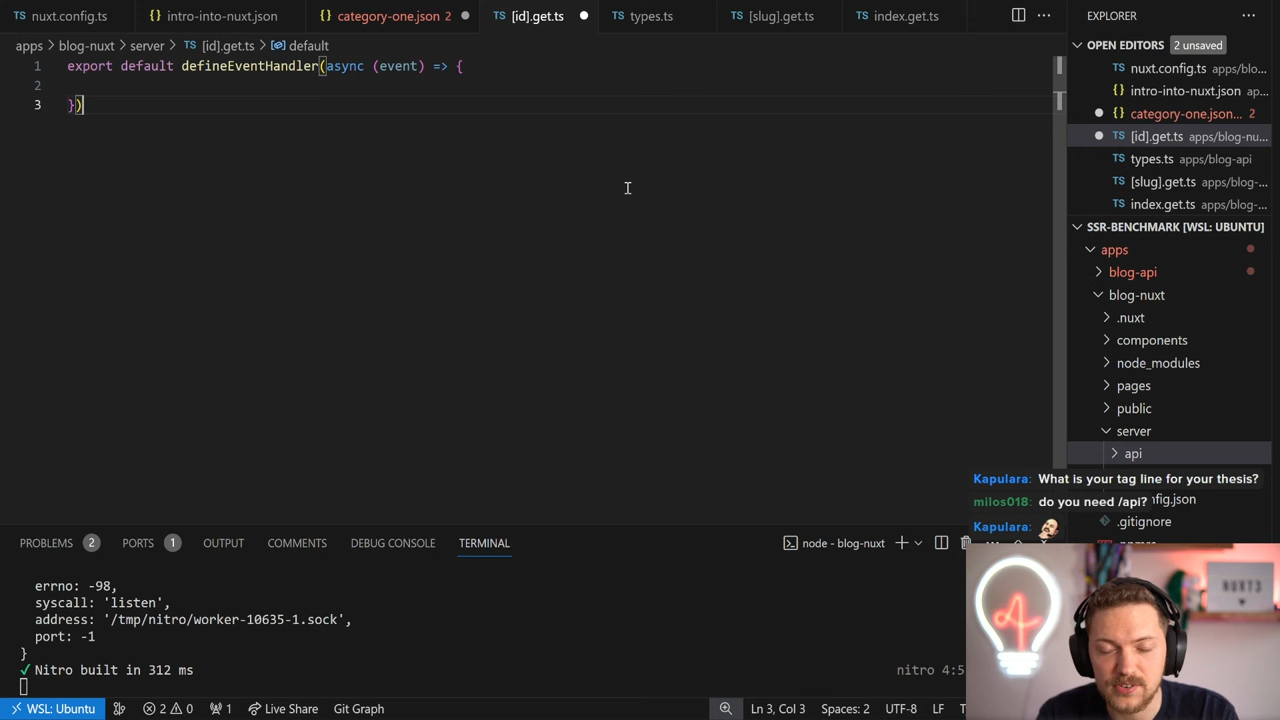 TS nuxt.config.ts
{} intro-into-nuxt.json
{} category-one.json 2
TS [id].get.ts
TS types.ts
TS [slug].get.ts
TS index.get.ts
apps > blog-nuxt > server > TS [id].get.ts > default
1 export default defineEventHandler(async (event) => {
2
3 })
EXPLORER
OPEN EDITORS 2 unsaved
TS nuxt.config.ts apps/blo...
{} intro-into-nuxt.json ap...
{} category-one.json... 2
TS [id].get.ts apps/blog-nu...
TS types.ts apps/blog-api
TS [slug].get.ts apps/blog-...
TS index.get.ts apps/blog-...
SSR-BENCHMARK [WSL: UBUNTU]
apps
blog-api
blog-nuxt
.nuxt
components
node_modules
pages
public
server
api
Kapulara: What is your tag line for your thesis?
milos018: do you need /api?
nfig.json
Kapulara:
.gitignore
PROBLEMS 2
PORTS 1
OUTPUT
COMMENTS
DEBUG CONSOLE
TERMINAL
node - blog-nuxt
errno: -98,
syscall: 'listen',
address: '/tmp/nitro/worker-10635-1.sock',
port: -1
}
✓ Nitro built in 312 ms
nitro 4:5
NUXT3
WSL: Ubuntu
2 0
1
Live Share
Git Graph
Ln 3, Col 3
Spaces: 2
UTF-8
LF
T